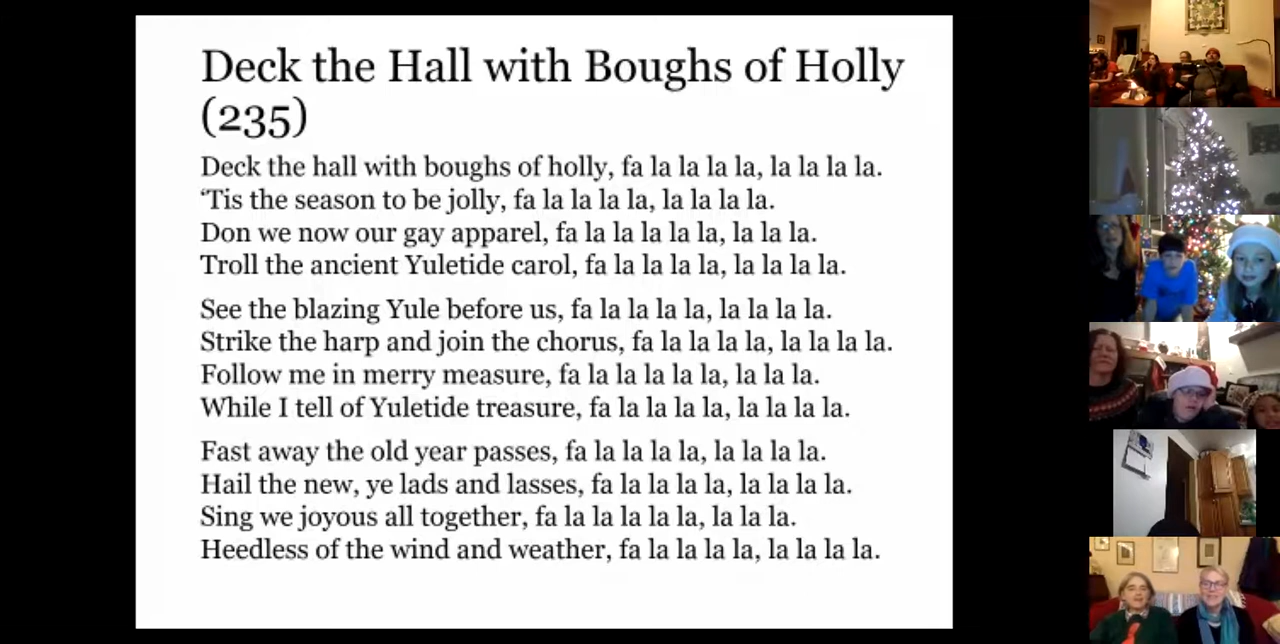 Deck the Hall with Boughs of Holly
(235)
Deck the hall with boughs of holly, fa la la la la, la la la la.
‘Tis the season to be jolly, fa la la la la, la la la la.
Don we now our gay apparel, fa la la la la la, la la la.
Troll the ancient Yuletide carol, fa la la la la, la la la la.
See the blazing Yule before us, fa la la la la, la la la la.
Strike the harp and join the chorus, fa la la la la, la la la la.
Follow me in merry measure, fa la la la la la, la la la.
While I tell of Yuletide treasure, fa la la la la, la la la la.
Fast away the old year passes, fa la la la la, la la la la.
Hail the new, ye lads and lasses, fa la la la la, la la la la.
Sing we joyous all together, fa la la la la la, la la la.
Heedless of the wind and weather, fa la la la la, la la la la.